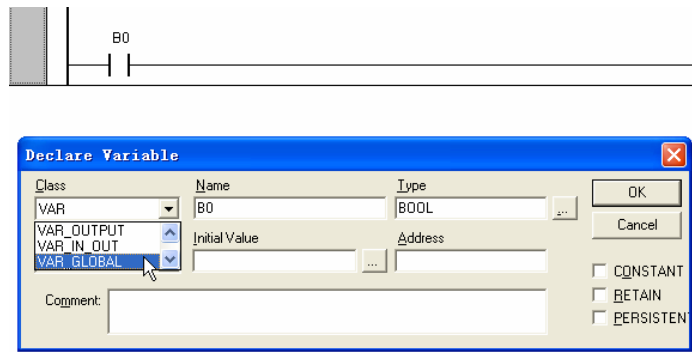 B0
Declare Variable
Class Name Type
VAR B0 BOOL ... OK
VAR_OUTPUT
VAR_IN_OUT
VAR_GLOBAL
Initial Value Address
...
Cancel
CONSTANT
RETAIN
PERSISTEN
Comment: